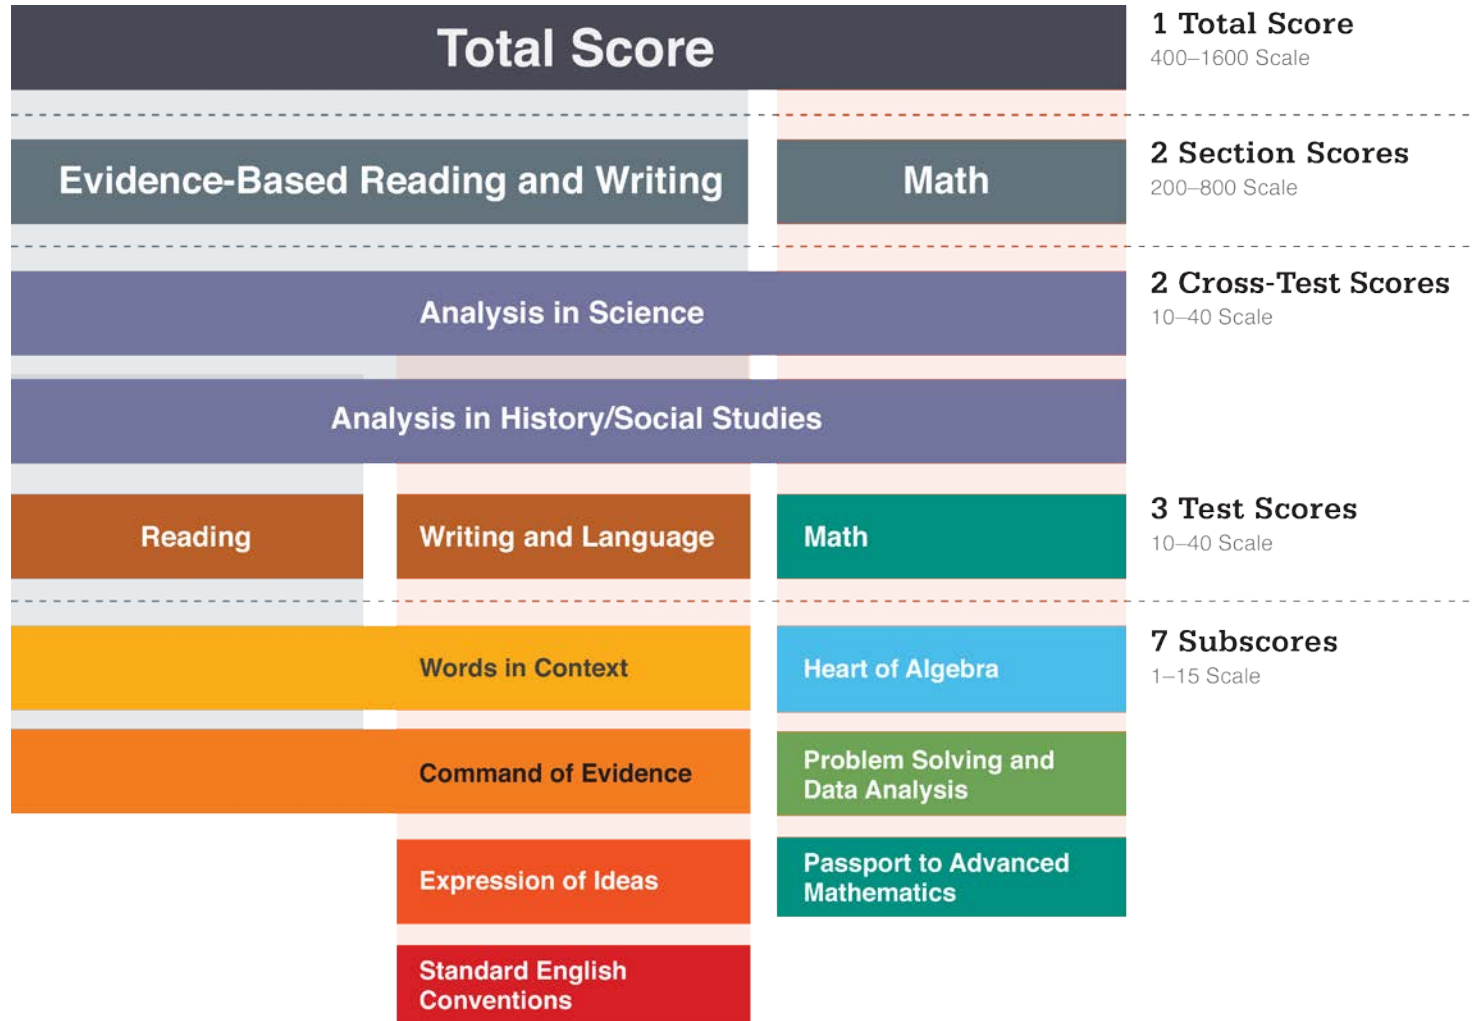 Total Score
1 Total Score
400–1600 Scale
Evidence-Based Reading and Writing
Math
2 Section Scores
200–800 Scale
Analysis in Science
2 Cross-Test Scores
10–40 Scale
Analysis in History/Social Studies
Reading
Writing and Language
Math
3 Test Scores
10–40 Scale
Words in Context
Heart of Algebra
7 Subscores
1–15 Scale
Command of Evidence
Problem Solving and
Data Analysis
Expression of Ideas
Passport to Advanced
Mathematics
Standard English
Conventions